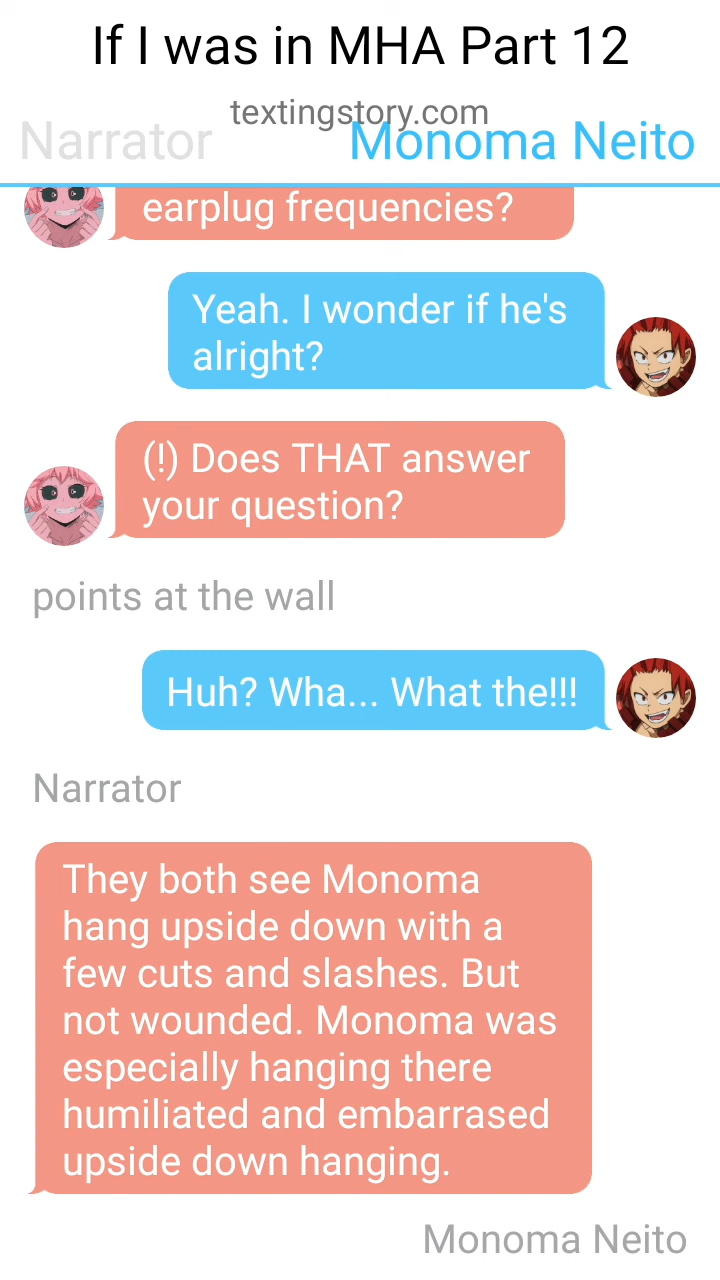 If I was in MHA Part 12
textingstory.com
Narrator
Monoma Neito
earplug frequencies?
Yeah. I wonder if he's
alright?
(!) Does THAT answer
your question?
points at the wall
Huh? Wha... What the!!!
Narrator
They both see Monoma
hang upside down with a
few cuts and slashes. But
not wounded. Monoma was
especially hanging there
humiliated and embarrased
upside down hanging.
Monoma Neito